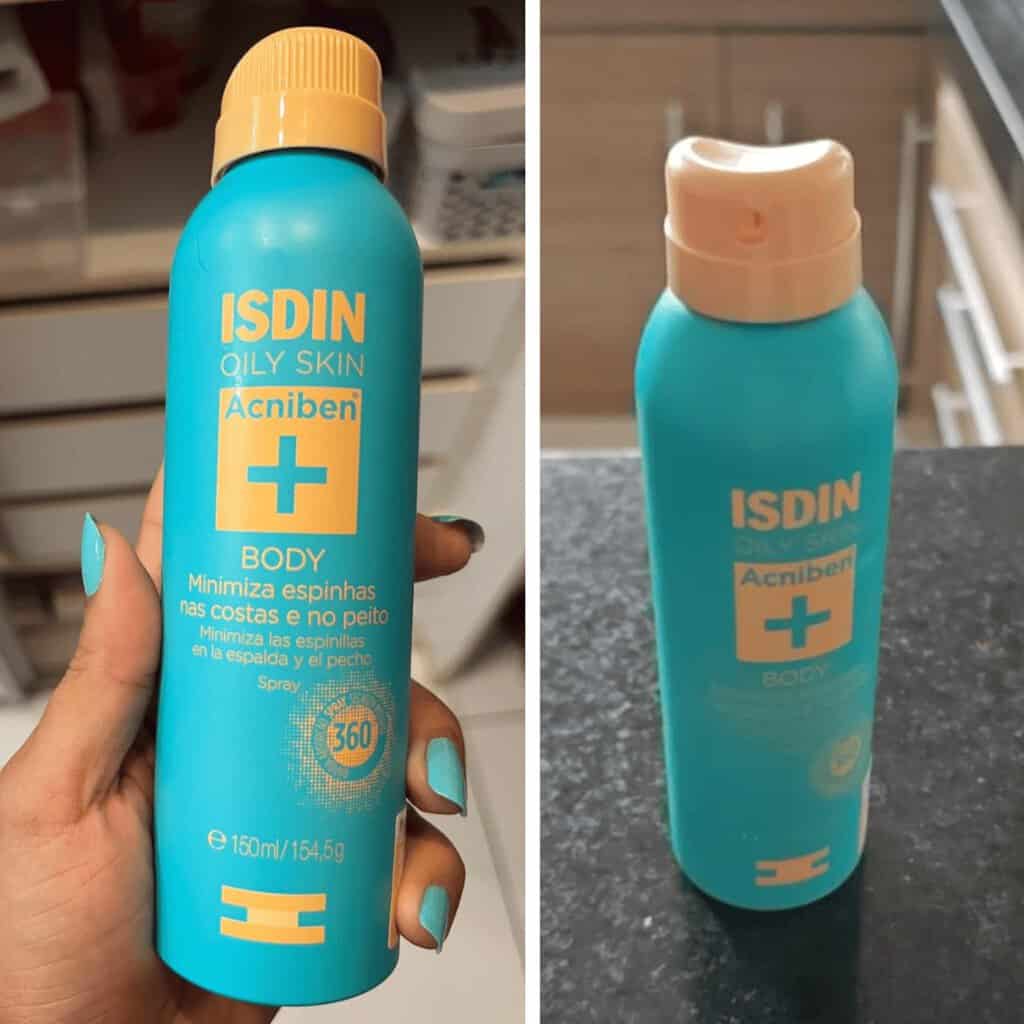 ISDIN
OILY SKIN
Acniben®
BODY
Minimiza espinhas
nas costas e no peito
Minimiza las espinillas
en la espalda y el pecho
Spray
360°
℮ 150ml/154,5g
ISDIN
OILY SKIN
Acniben
BODY